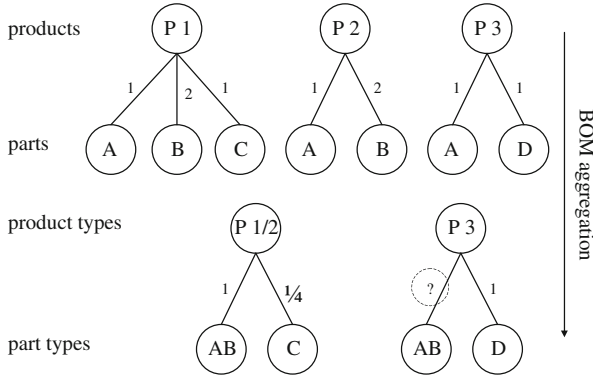 products
P 1
P 2
P 3
1
2
1
1
2
1
1
parts
A
B
C
A
B
A
D
BOM aggregation
product types
P 1/2
P 3
1
¼
?
1
part types
AB
C
AB
D